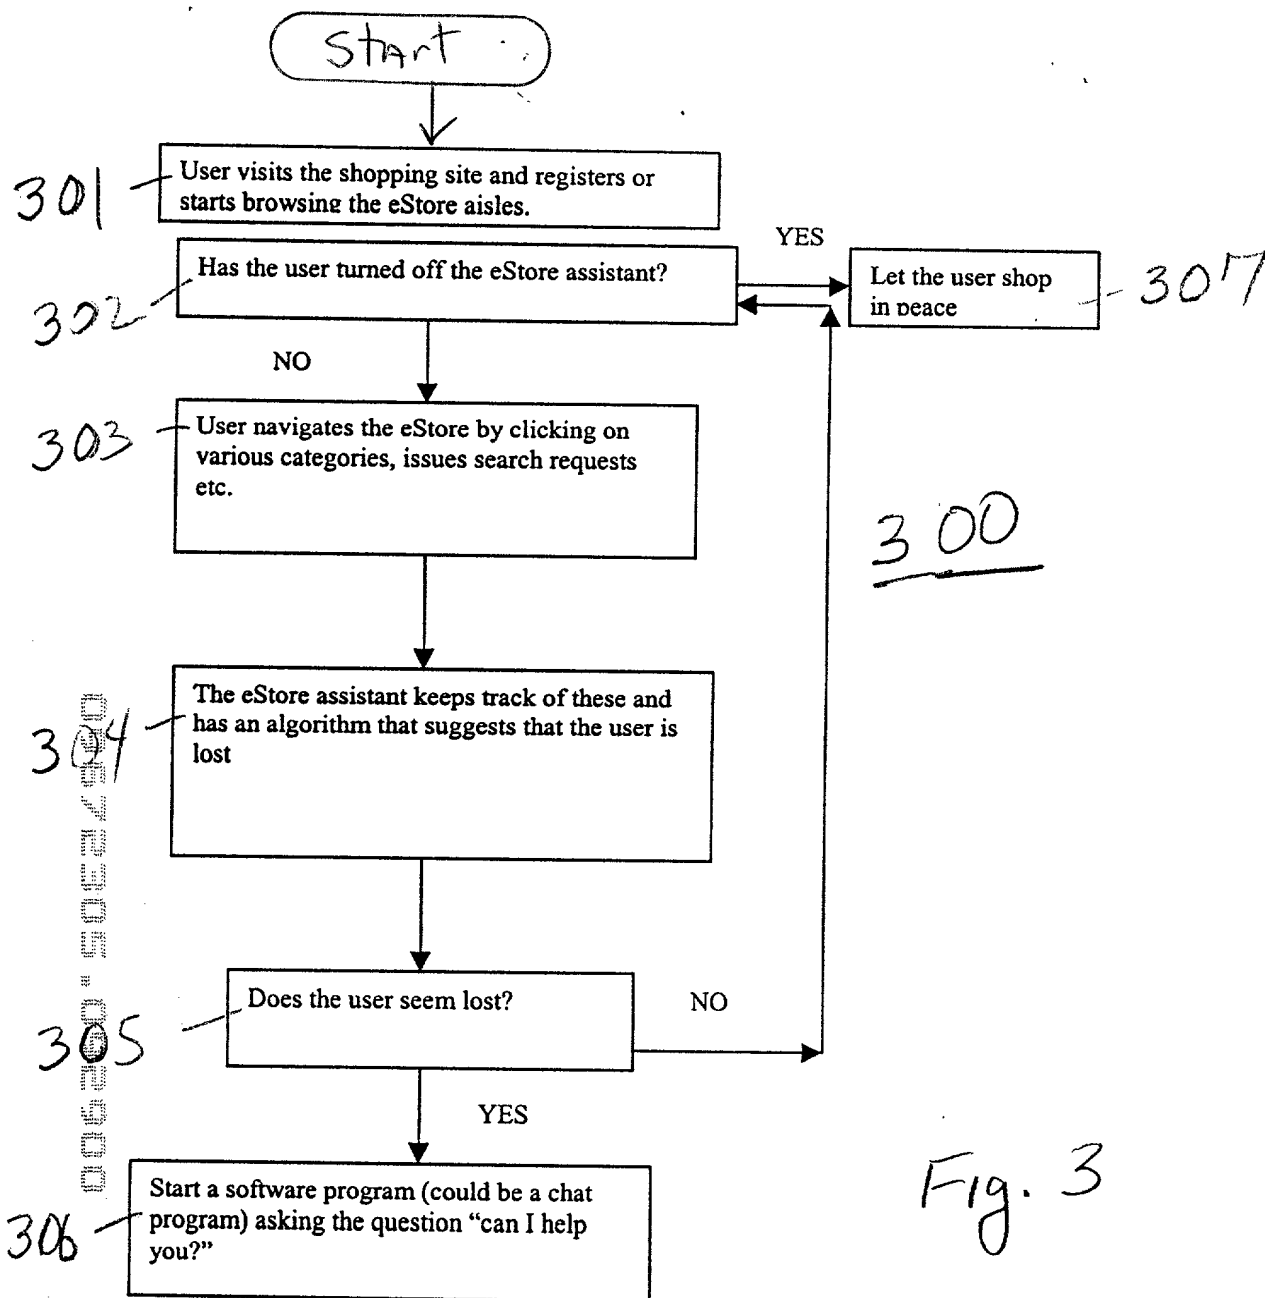 Start
301
User visits the shopping site and registers or
starts browsing the eStore aisles.
YES
302
Has the user turned off the eStore assistant?
Let the user shop
in peace
307
NO
303
User navigates the eStore by clicking on
various categories, issues search requests
etc.
300
304
The eStore assistant keeps track of these and
has an algorithm that suggests that the user is
lost
305
Does the user seem lost?
NO
YES
306
Start a software program (could be a chat
program) asking the question “can I help
you?”
Fig. 3